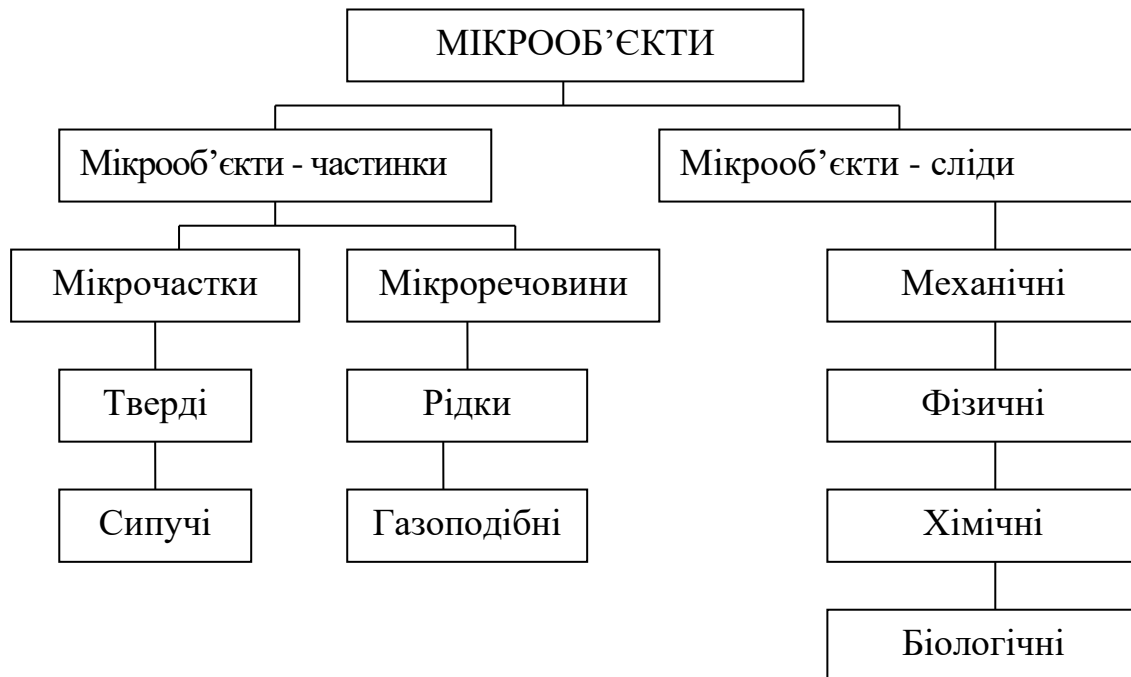 МІКРООБ’ЄКТИ
Мікрооб’єкти - частинки
Мікрооб’єкти - сліди
Мікрочастки
Мікроречовини
Механічні
Тверді
Рідки
Фізичні
Сипучі
Газоподібні
Хімічні
Біологічні